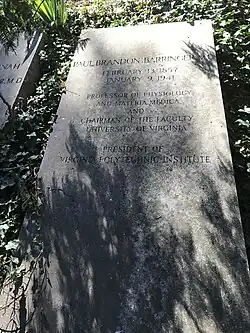 NAH
R.M.D.
PAUL BRANDON BARRINGER
FEBRUARY 13 1857
JANUARY 9, 1941
PROFESSOR OF PHYSIOLOGY
AND MATERIA MEDICA
AND
CHAIRMAN OF THE FACULTY
UNIVERSITY OF VIRGINIA
PRESIDENT OF
VIRGINIA POLYTECHNIC INSTITUTE